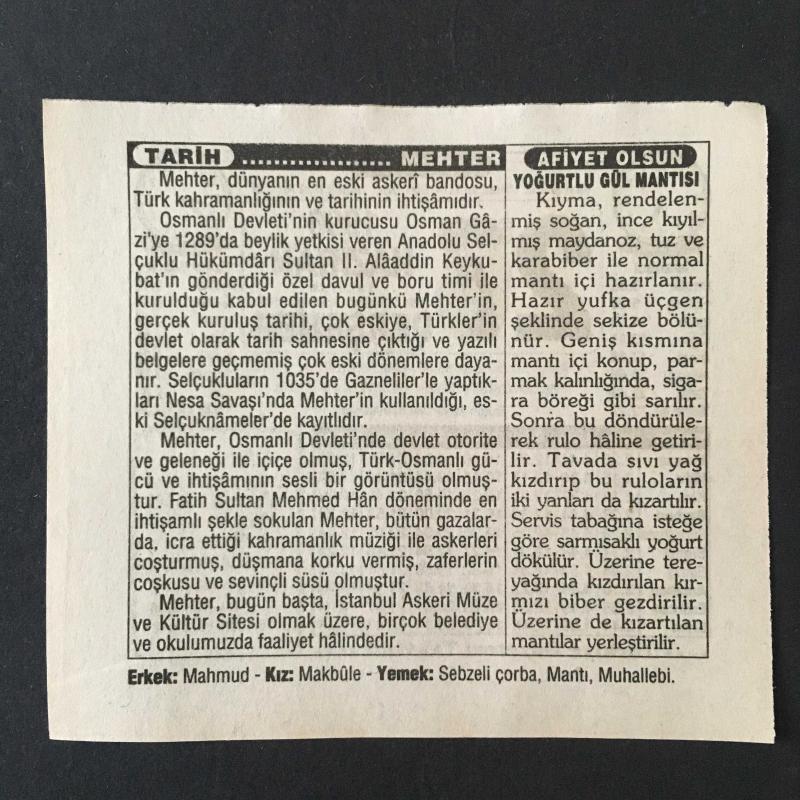 TARİH ................... MEHTER
Mehter, dünyanın en eski askerî bandosu,
Türk kahramanlığının ve tarihinin ihtişâmıdır.
Osmanlı Devleti'nin kurucusu Osman Gâ-
zi'ye 1289'da beylik yetkisi veren Anadolu Sel-
çuklu Hükümdârı Sultan II. Alâaddin Keyku-
bat'ın gönderdiği özel davul ve boru timi ile
kurulduğu kabul edilen bugünkü Mehter'in,
gerçek kuruluş tarihi, çok eskiye, Türkler'in
devlet olarak tarih sahnesine çıktığı ve yazılı
belgelere geçmemiş çok eski dönemlere daya-
nır. Selçukluların 1035'de Gazneliler'le yaptık-
ları Nesa Savaşı'nda Mehter'in kullanıldığı, es-
ki Selçuknâmeler'de kayıtlıdır.
Mehter, Osmanlı Devleti'nde devlet otorite
ve geleneği ile içiçe olmuş, Türk-Osmanlı gü-
cü ve ihtişâmının sesli bir görüntüsü olmuş-
tur. Fatih Sultan Mehmed Hân döneminde en
ihtişamlı şekle sokulan Mehter, bütün gazalar-
da, icra ettiği kahramanlık müziği ile askerleri
coşturmuş, düşmana korku vermiş, zaferlerin
coşkusu ve sevinçli süsü olmuştur.
Mehter, bugün başta, İstanbul Askeri Müze
ve Kültür Sitesi olmak üzere, birçok belediye
ve okulumuzda faaliyet hâlindedir.
AFİYET OLSUN
YOĞURTLU GÜL MANTISI
Kıyma, rendelen-
miş soğan, ince kıyıl-
mış maydanoz, tuz ve
karabiber ile normal
mantı içi hazırlanır.
Hazır yufka üçgen
şeklinde sekize bölü-
nür. Geniş kısmına
mantı içi konup, par-
mak kalınlığında, siga-
ra böreği gibi sarılır.
Sonra bu döndürüle-
rek rulo hâline getiri-
lir. Tavada sıvı yağ
kızdırıp bu ruloların
iki yanları da kızartılır.
Servis tabağına isteğe
göre sarmısaklı yoğurt
dökülür. Üzerine tere-
yağında kızdırılan kır-
mızı biber gezdirilir.
Üzerine de kızartılan
mantılar yerleştirilir.
Erkek: Mahmud - Kız: Makbûle - Yemek: Sebzeli çorba, Mantı, Muhallebi.